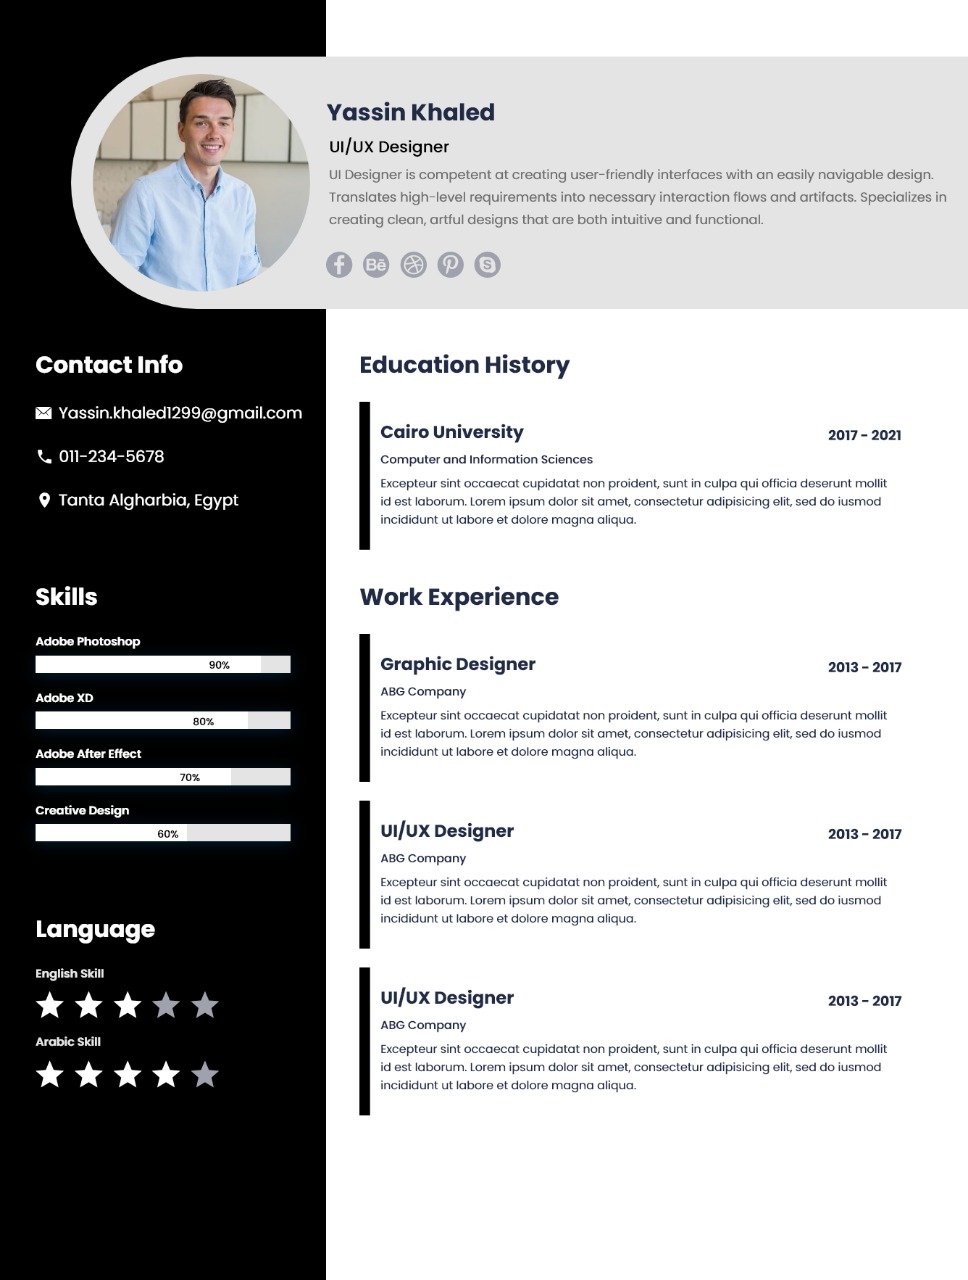 Yassin Khaled
UI/UX Designer
UI Designer is competent at creating user-friendly interfaces with an easily navigable design.
Translates high-level requirements into necessary interaction flows and artifacts. Specializes in
creating clean, artful designs that are both intuitive and functional.
Bē
Contact Info
Yassin.khaled1299@gmail.com
011-234-5678
Tanta Algharbia, Egypt
Skills
Adobe Photoshop
90%
Adobe XD
80%
Adobe After Effect
70%
Creative Design
60%
Language
English Skill
Arabic Skill
Education History
Cairo University
2017 - 2021
Computer and Information Sciences
Excepteur sint occaecat cupidatat non proident, sunt in culpa qui officia deserunt mollit
id est laborum. Lorem ipsum dolor sit amet, consectetur adipisicing elit, sed do iusmod
incididunt ut labore et dolore magna aliqua.
Work Experience
Graphic Designer
2013 - 2017
ABG Company
Excepteur sint occaecat cupidatat non proident, sunt in culpa qui officia deserunt mollit
id est laborum. Lorem ipsum dolor sit amet, consectetur adipisicing elit, sed do iusmod
incididunt ut labore et dolore magna aliqua.
UI/UX Designer
2013 - 2017
ABG Company
Excepteur sint occaecat cupidatat non proident, sunt in culpa qui officia deserunt mollit
id est laborum. Lorem ipsum dolor sit amet, consectetur adipisicing elit, sed do iusmod
incididunt ut labore et dolore magna aliqua.
UI/UX Designer
2013 - 2017
ABG Company
Excepteur sint occaecat cupidatat non proident, sunt in culpa qui officia deserunt mollit
id est laborum. Lorem ipsum dolor sit amet, consectetur adipisicing elit, sed do iusmod
incididunt ut labore et dolore magna aliqua.